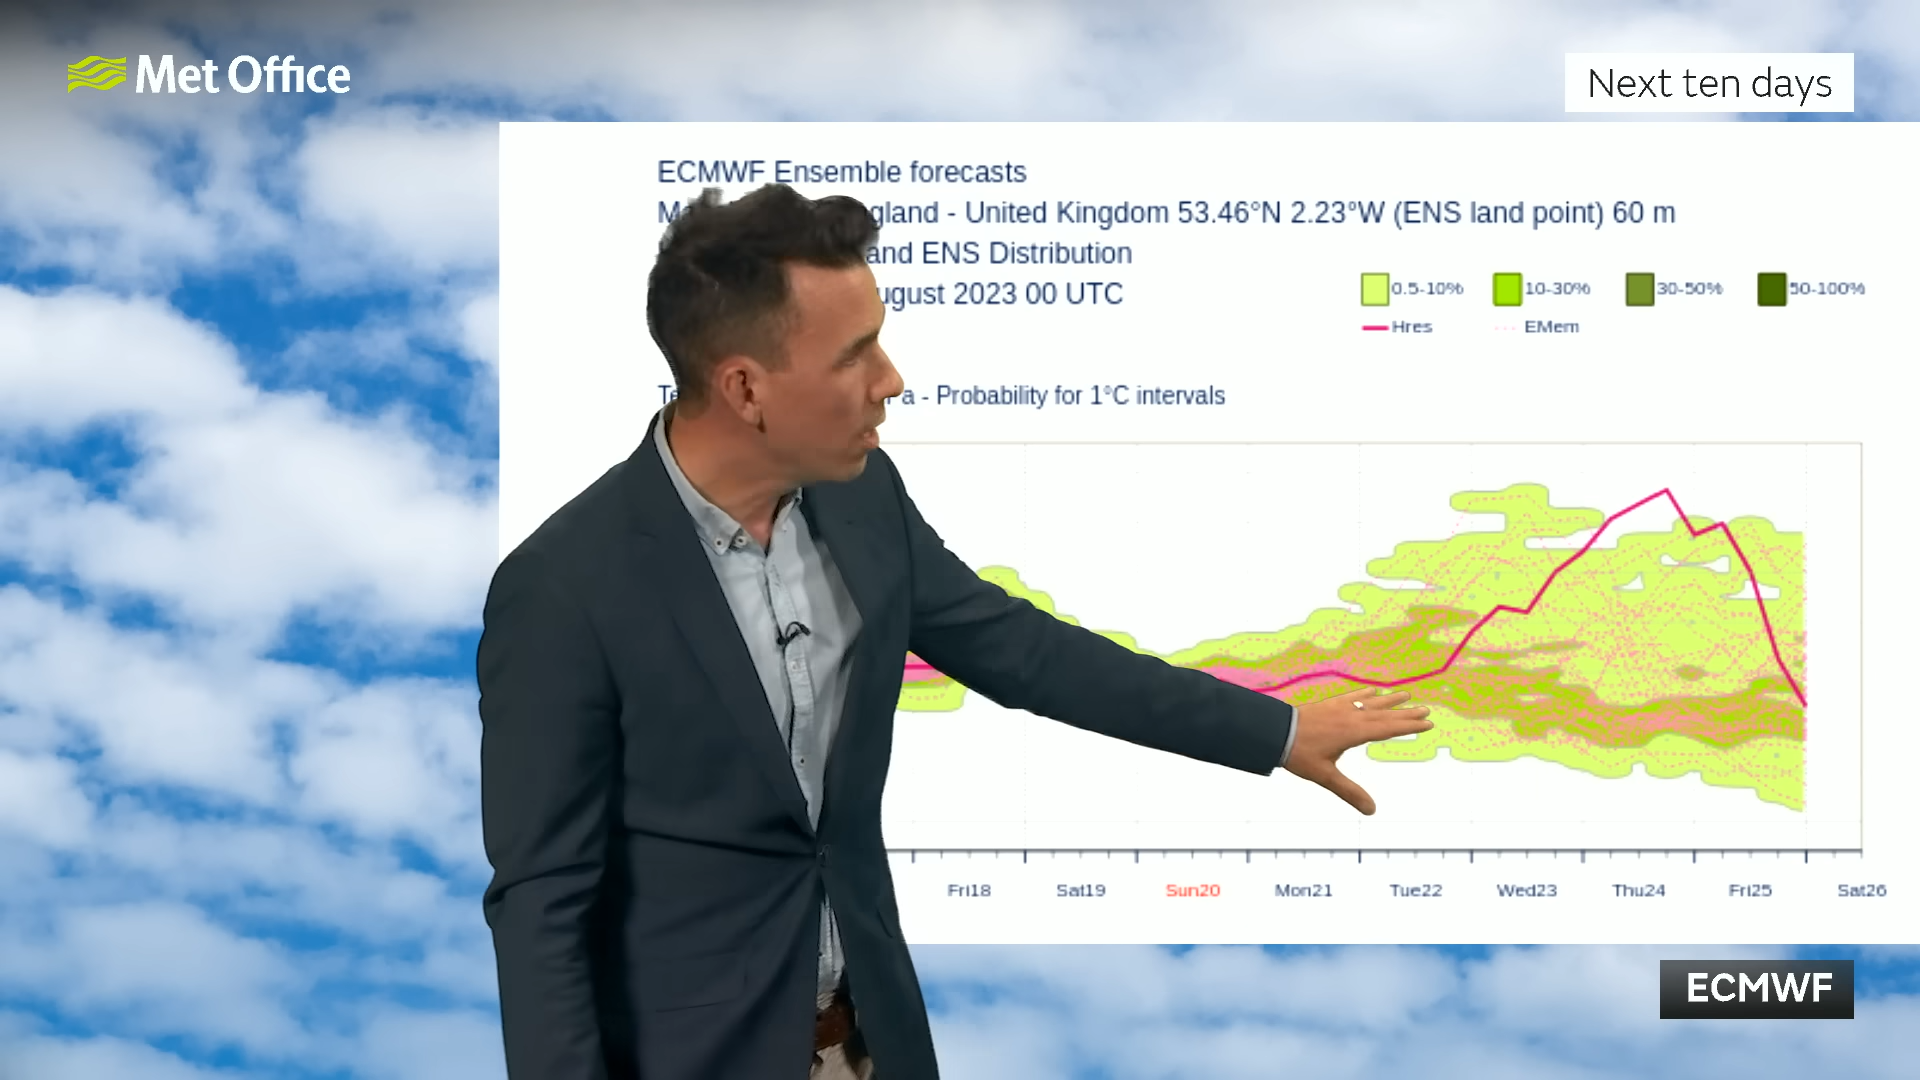 Met Office
Next ten days
ECMWF Ensemble forecasts
gland - United Kingdom 53.46°N 2.23°W (ENS land point) 60 m
and ENS Distribution
ugust 2023 00 UTC
0.5-10% 10-30% 30-50% 50-100%
Hres EMem
Te Pa - Probability for 1°C intervals
Fri18 Sat19 Sun20 Mon21 Tue22 Wed23 Thu24 Fri25 Sat26
ECMWF